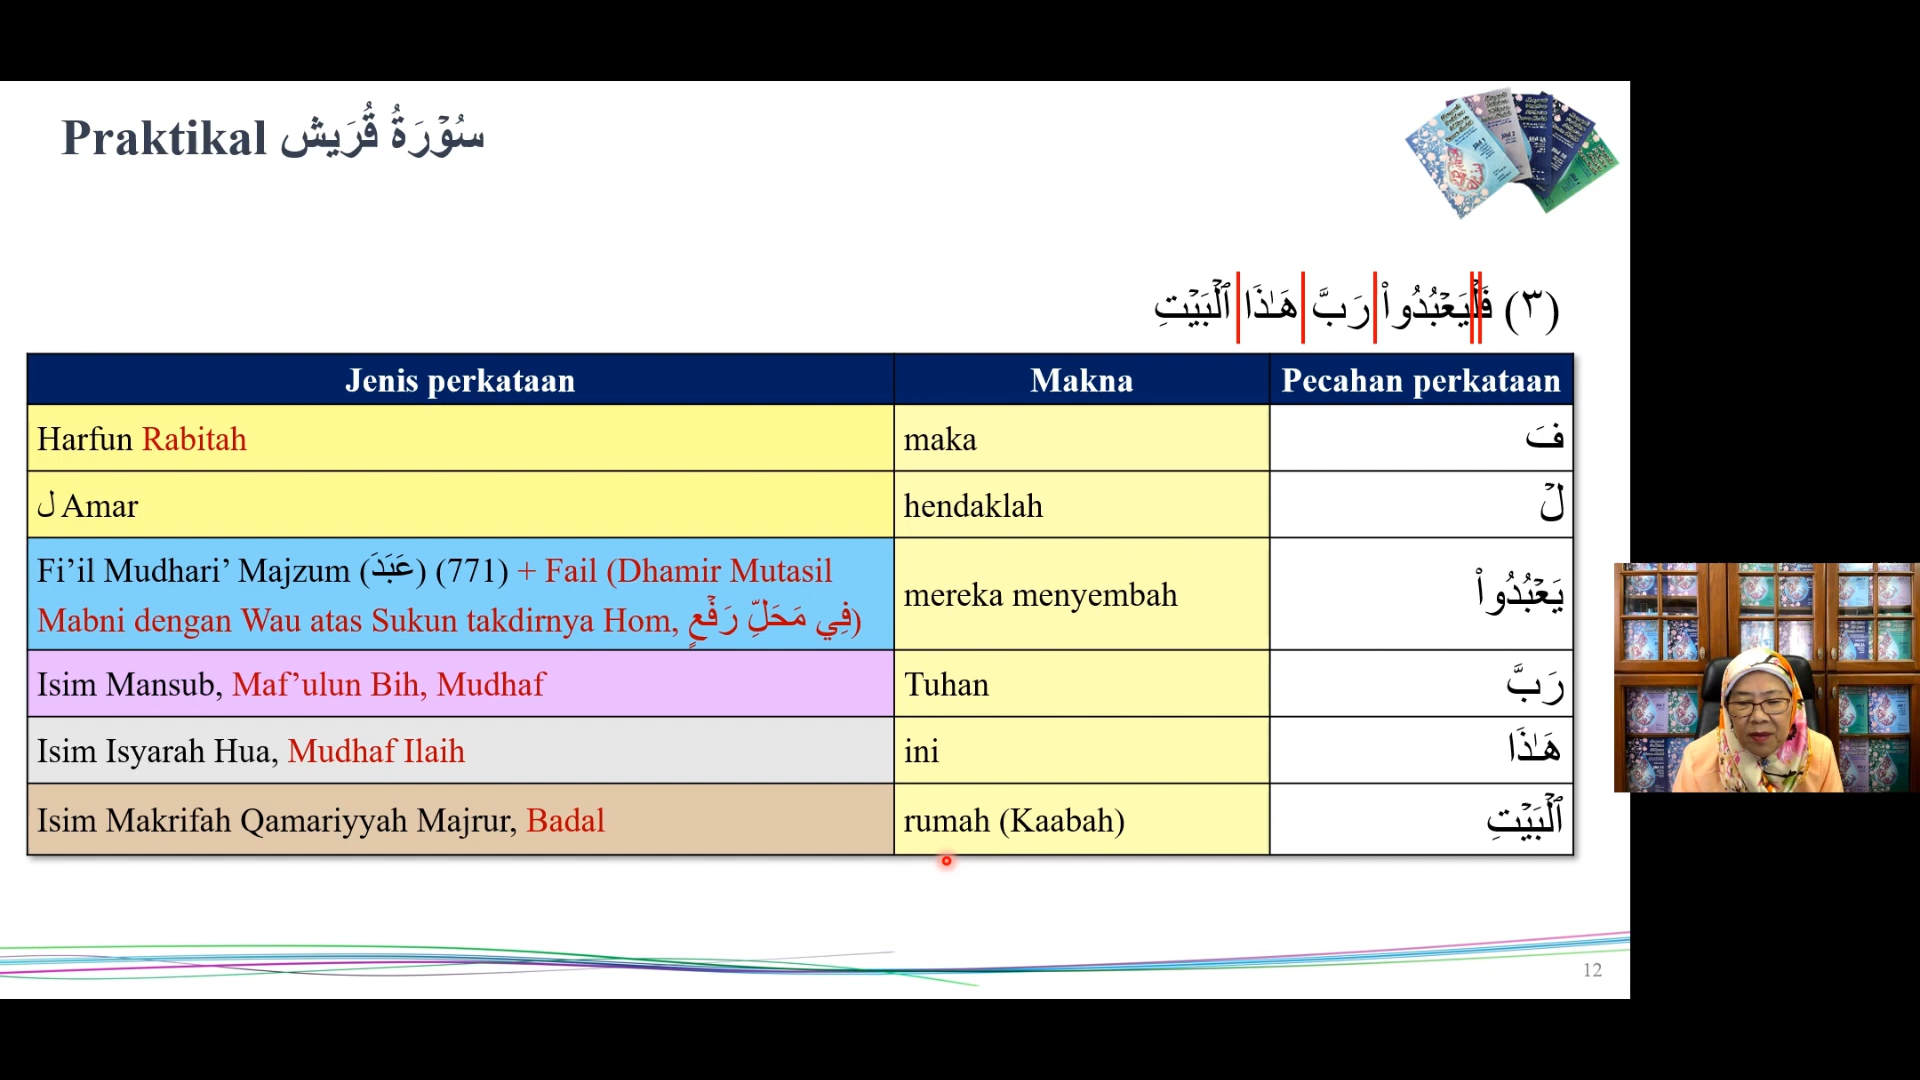 Praktikal سُوۡرَةُ قُرَيش
(٣) فَلۡيَعۡبُدُواْ رَبَّ هَـٰذَا ٱلۡبَيۡتِ
Jenis perkataan Makna Pecahan perkataan
Harfun Rabitah maka فَ
ل Amar hendaklah لۡ
Fi’il Mudhari’ Majzum (عَبَدَ) (771) + Fail (Dhamir Mutasil
Mabni dengan Wau atas Sukun takdirnya Hom, فِي مَحَلِّ رَفۡعٍ)
mereka menyembah يَعۡبُدُواْ
Isim Mansub, Maf’ulun Bih, Mudhaf Tuhan رَبَّ
Isim Isyarah Hua, Mudhaf Ilaih ini هَـٰذَا
Isim Makrifah Qamariyyah Majrur, Badal rumah (Kaabah) ٱلۡبَيۡتِ
12